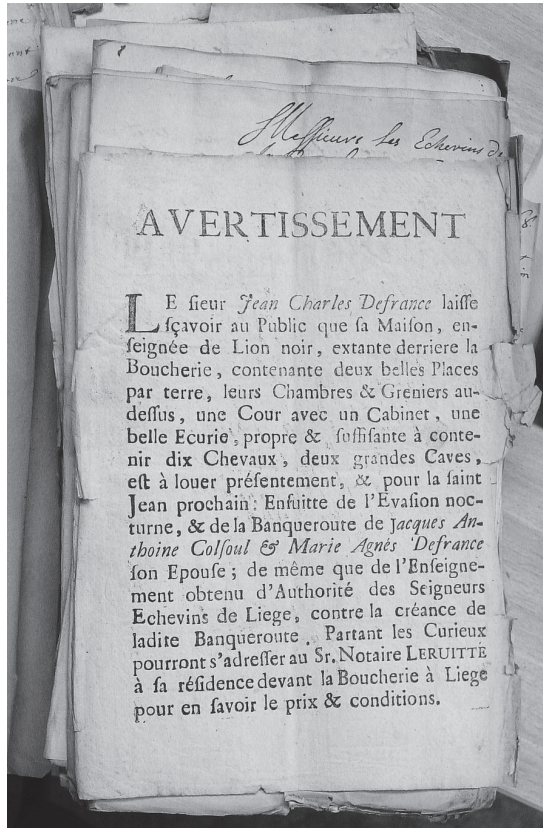 Messieurs les Echevins de
AVERTISSEMENT
LE ſieur Jean Charles Defrance laiſſe
ſçavoir au Public que ſa Maiſon, en-
ſeignée de Lion noir, extante derriere la
Boucherie, contenante deux belles Places
par terre, leurs Chambres & Greniers au-
deſſus, une Cour avec un Cabinet, une
belle Ecurie, propre & ſuffiſante à conte-
nir dix Chevaux, deux grandes Caves,
eſt à louer préſentement, & pour la ſaint
Jean prochain: Enſuitte de l'Evaſion noc-
turne, & de la Banqueroute de Jacques An-
thoine Colſoul & Marie Agnés Defrance
ſon Epouſe; de même que de l'Enſeigne-
ment obtenu d'Authorité des Seigneurs
Echevins de Liege, contre la créance de
ladite Banqueroute. Partant les Curieux
pourront s'adreſſer au Sr. Notaire LERUITTE
à ſa réſidence devant la Boucherie à Liege
pour en ſavoir le prix & conditions.